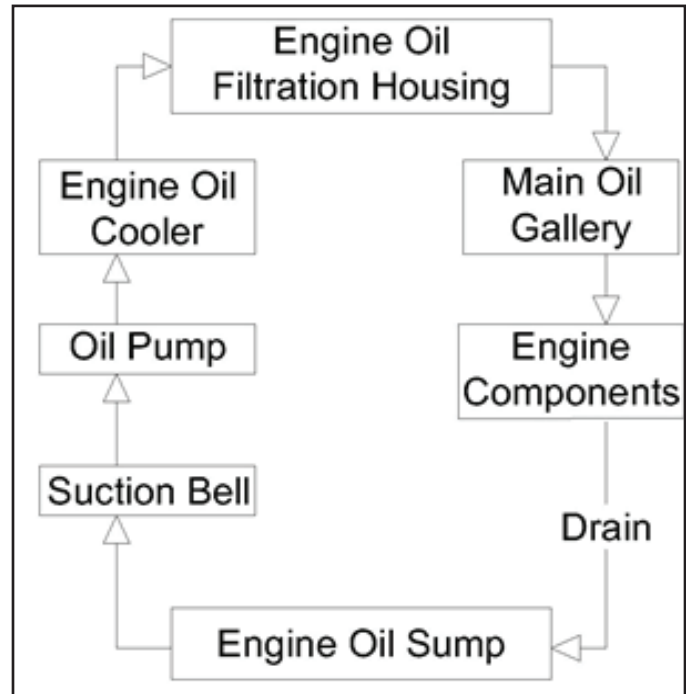 Engine Oil
Filtration Housing
Engine Oil
Cooler
Main Oil
Gallery
Oil Pump
Engine
Components
Suction Bell
Drain
Engine Oil Sump